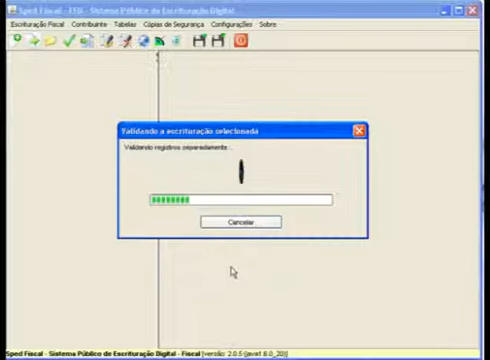 Sped Fiscal - EFD - Sistema Público de Escrituração Digital
Escrituração Fiscal Contribuinte Tabelas Cópias de Segurança Configurações Sobre
Validando a escrituração selecionada
Validando registros separadamente...
Cancelar
Sped Fiscal - Sistema Público de Escrituração Digital - Fiscal [versão: 2.0.5 (java1.6.0_20)]